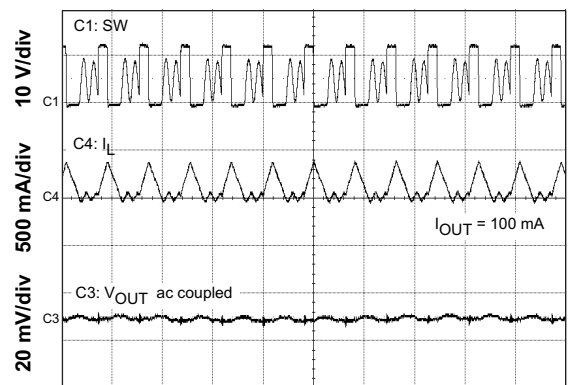 C1: SW
10 V/div
C1
C4: IL
500 mA/div
C4
IOUT = 100 mA
C3: VOUT ac coupled
20 mV/div
C3